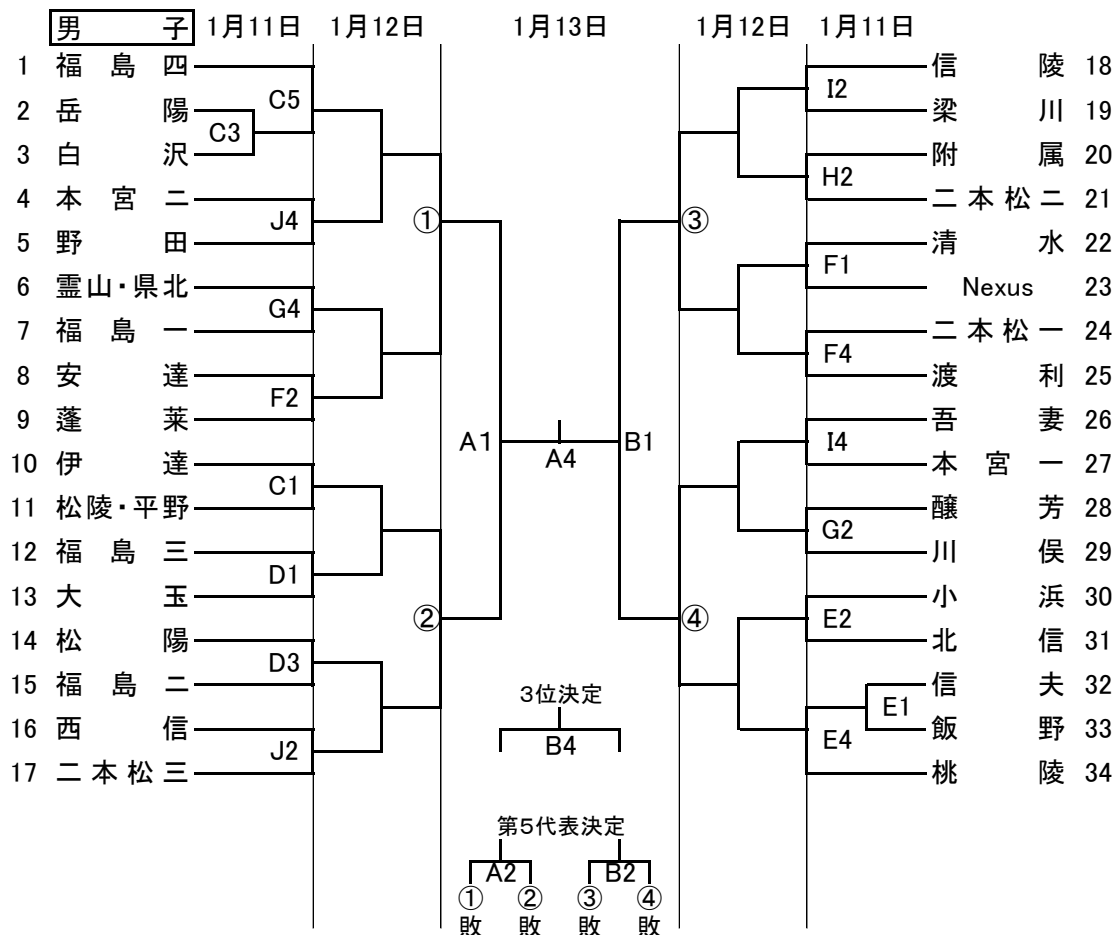 男 子 1月11日 1月12日 1月13日 1月12日 1月11日
1 福島四 信陵 18
I2
2 岳陽 C5 梁川 19
C3
3 白沢 附属 20
H2
4 本宮二 二本松二 21
J4 ① ③
5 野田 清水 22
F1
6 霊山・県北 Nexus 23
G4
7 福島一 二本松一 24
F4
8 安達 渡利 25
F2
9 蓬莱 吾妻 26
A1 A4 B1 I4
10 伊達 本宮一 27
C1
11 松陵・平野 醸芳 28
G2
12 福島三 川俣 29
D1
13 大玉 小浜 30
② ④ E2
14 松陽 北信 31
D3
15 福島二 3位決定 信夫 32
E1
16 西信 飯野 33
J2 B4 E4
17 二本松三 桃陵 34
第5代表決定
A2 B2
① ② ③ ④
敗 敗 敗 敗